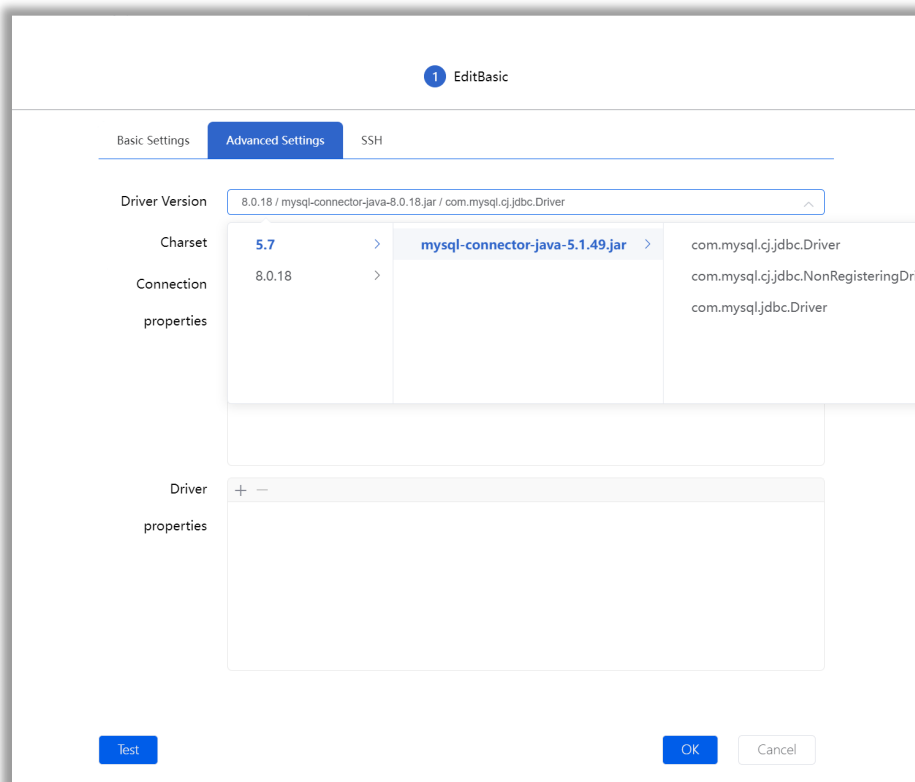 1 EditBasic
Basic Settings Advanced Settings SSH
Driver Version 8.0.18 / mysql-connector-java-8.0.18.jar / com.mysql.cj.jdbc.Driver
Charset 5.7 mysql-connector-java-5.1.49.jar com.mysql.cj.jdbc.Driver
Connection 8.0.18 com.mysql.cj.jdbc.NonRegisteringDr
properties com.mysql.jdbc.Driver
Driver
properties
Test OK Cancel